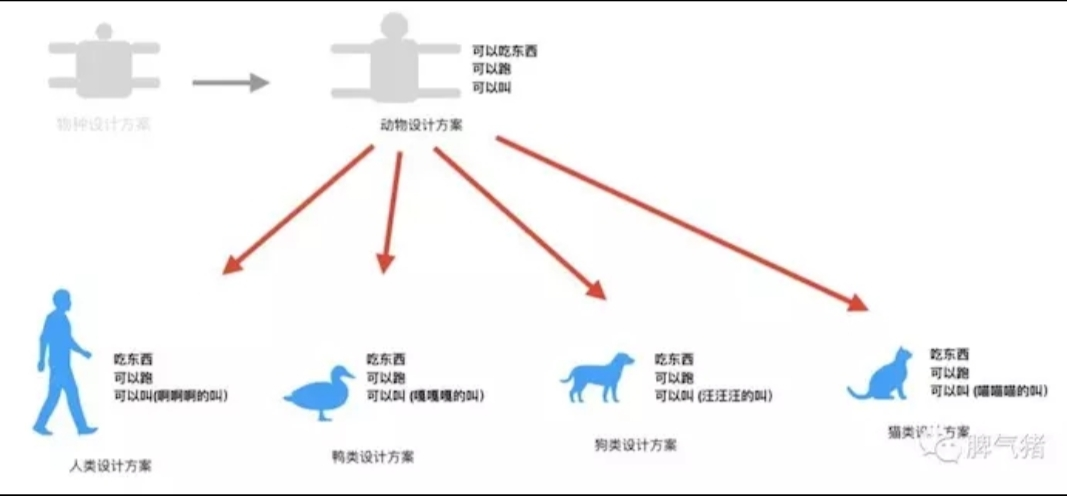 物种设计方案
可以吃东西
可以跑
可以叫
动物设计方案
吃东西
可以跑
可以叫(啊啊啊的叫)
人类设计方案
吃东西
可以跑
可以叫 (嘎嘎嘎的叫)
鸭类设计方案
吃东西
可以跑
可以叫 (汪汪汪的叫)
狗类设计方案
吃东西
可以跑
可以叫 (喵喵喵的叫)
猫类设计方案
脾气猪